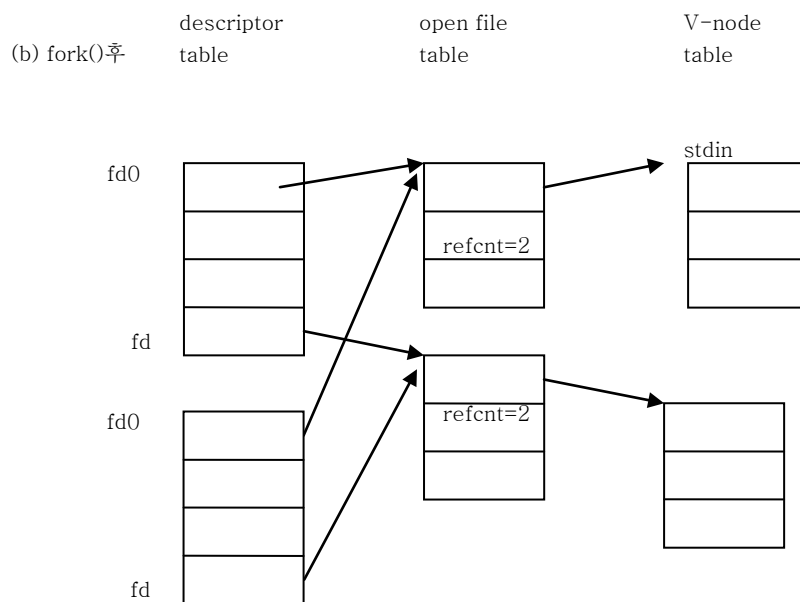 descriptor open file V-node
(b) fork()후 table table table
stdin
fd0
refcnt=2
fd
fd0
refcnt=2
fd